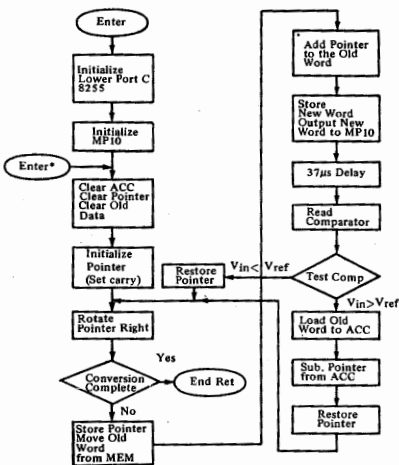 Enter
Initialize
Lower Port C
8255
Initialize
MP10
Enter*
Clear ACC
Clear Pointer
Clear Old
Data
Initialize
Pointer
(Set carry)
Rotate
Pointer Right
Conversion
Complete
Yes
End Ret
No
Store Pointer
Move Old
Word
from MEM
Add Pointer
to the Old
Word
Store
New Word
Output New
Word to MP10
37μs Delay
Read
Comparator
Test Comp
Vin< Vref
Restore
Pointer
Vin>Vref
Load Old
Word to ACC
Sub. Pointer
from ACC
Restore
Pointer